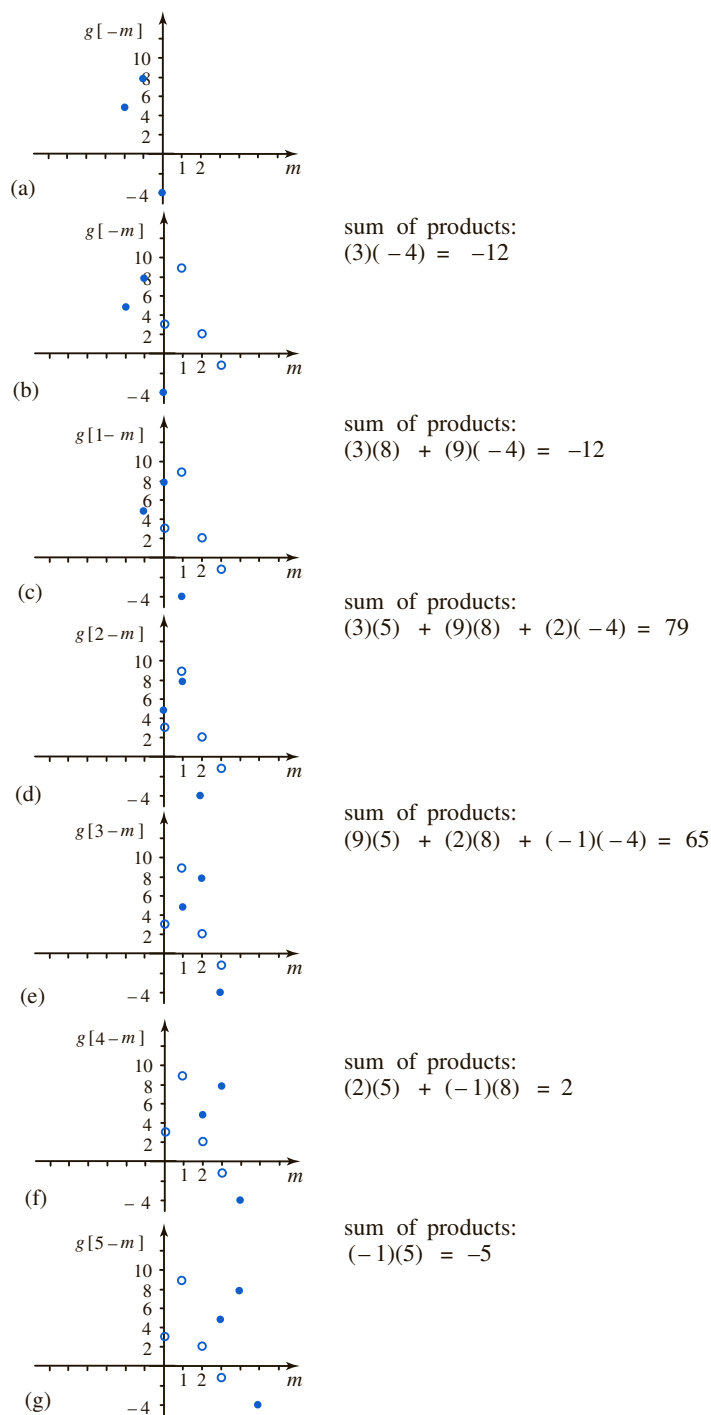 g[-m]
10
8
6
4
2
1 2
m
-4
(a)
g[-m]
10
8
6
4
2
1 2
m
-4
(b)
sum of products:
(3)(-4) = -12
g[1-m]
10
8
6
4
2
1 2
m
-4
(c)
sum of products:
(3)(8) + (9)(-4) = -12
g[2-m]
10
8
6
4
2
1 2
m
-4
(d)
sum of products:
(3)(5) + (9)(8) + (2)(-4) = 79
g[3-m]
10
8
6
4
2
1 2
m
-4
(e)
sum of products:
(9)(5) + (2)(8) + (-1)(-4) = 65
g[4-m]
10
8
6
4
2
1 2
m
-4
(f)
sum of products:
(2)(5) + (-1)(8) = 2
g[5-m]
10
8
6
4
2
1 2
m
-4
(g)
sum of products:
(-1)(5) = -5